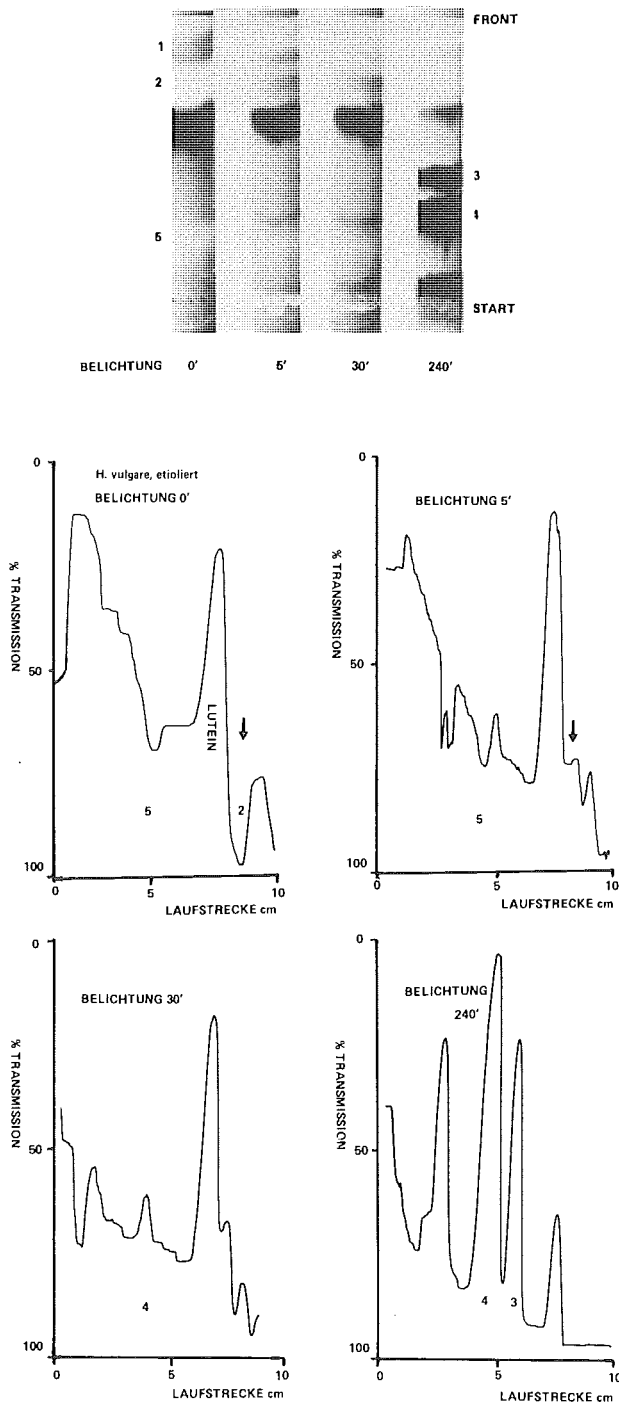 FRONT
1
2
3
4
5
START
BELICHTUNG 0' 5' 30' 240'
0
50
100
% TRANSMISSION
H. vulgare, etioliert
BELICHTUNG 0'
LUTEIN
5
2
0 5 10
LAUFSTRECKE cm
0
50
100
% TRANSMISSION
BELICHTUNG 5'
5
0 5 10
LAUFSTRECKE cm
0
50
100
% TRANSMISSION
BELICHTUNG 30'
4
0 5 10
LAUFSTRECKE cm
0
50
100
% TRANSMISSION
BELICHTUNG
240'
4 3
0 5 10
LAUFSTRECKE cm